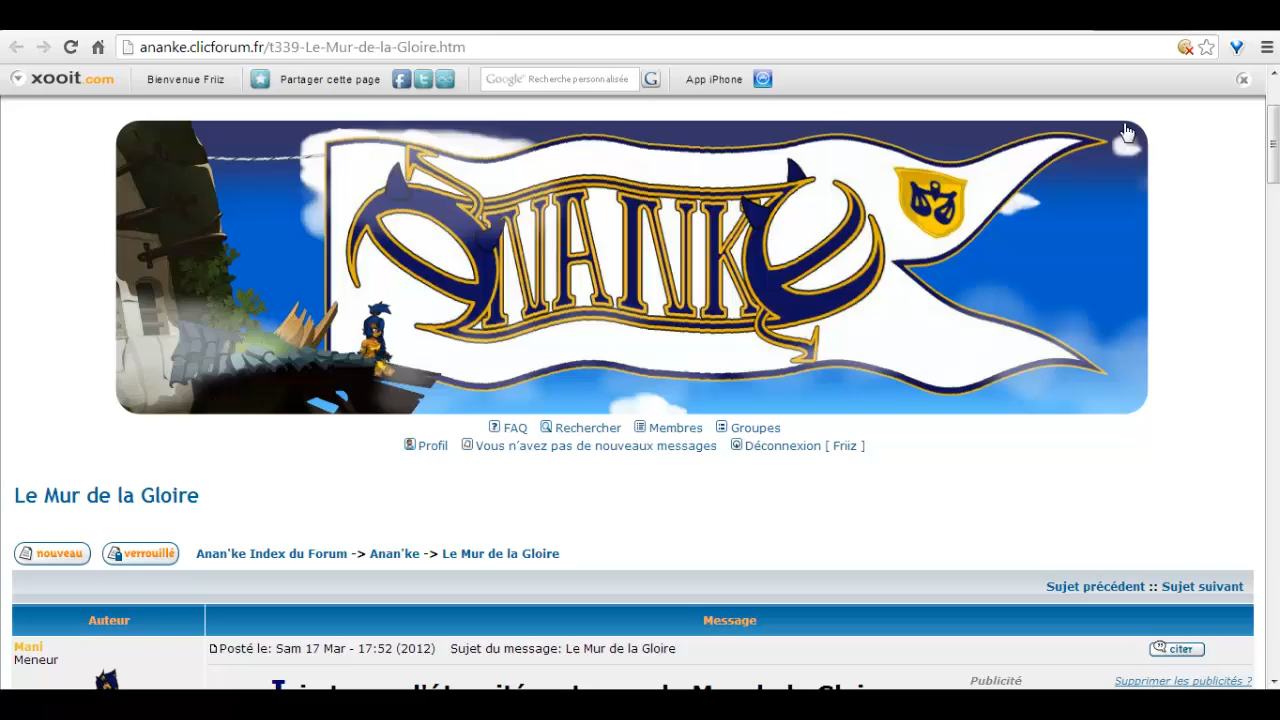 ananke.clicforum.fr/t339-Le-Mur-de-la-Gloire.htm
xooit.com Bienvenue Friiz Partager cette page Google Recherche personnalisée G App iPhone
ANANKE
FAQ Rechercher Membres Groupes
Profil Vous n'avez pas de nouveaux messages Déconnexion [ Friiz ]
Le Mur de la Gloire
nouveau verrouillé Anan'ke Index du Forum -> Anan'ke -> Le Mur de la Gloire
Sujet précédent :: Sujet suivant
Auteur Message
Mani
Meneur
Posté le: Sam 17 Mar - 17:52 (2012) Sujet du message: Le Mur de la Gloire citer
Publicité Supprimer les publicités ?